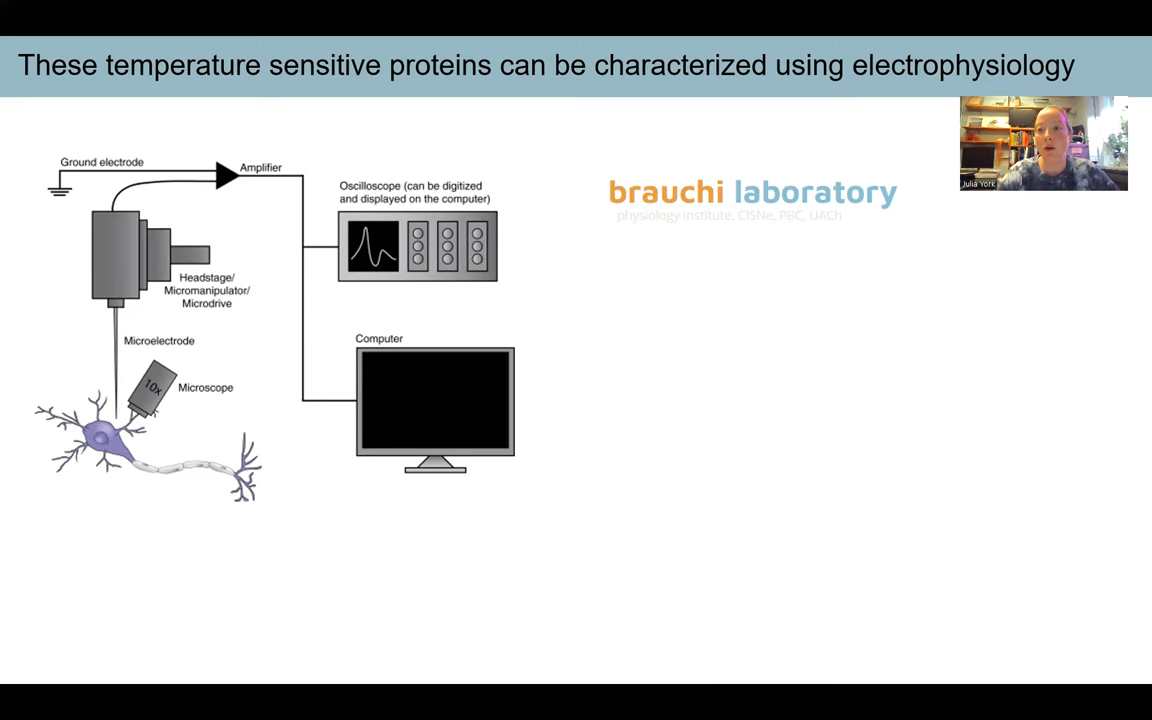 These temperature sensitive proteins can be characterized using electrophysiology
Ground electrode
Amplifier
Oscilloscope (can be digitized
and displayed on the computer)
Headstage/
Micromanipulator/
Microdrive
Microelectrode
10x
Microscope
Computer
brauchi laboratory
physiology institute, CISNe, PBC, UACh
Julia York